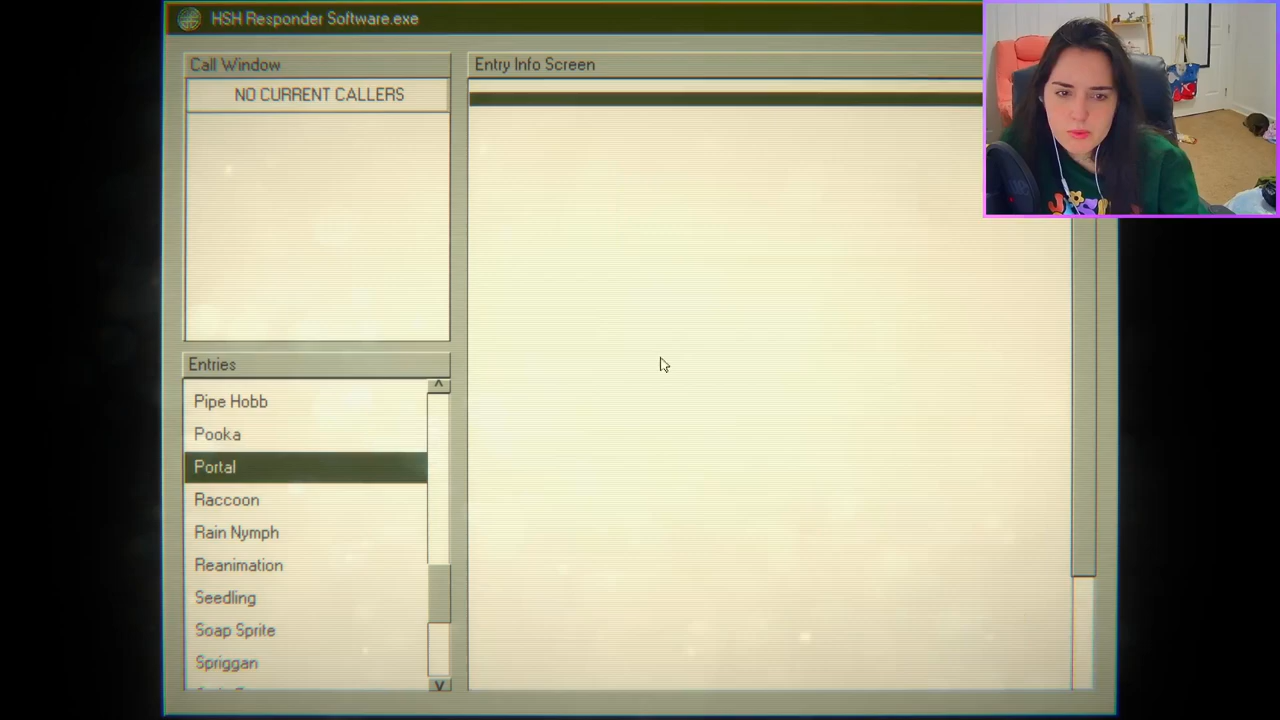 HSH Responder Software.exe
Call Window
NO CURRENT CALLERS
Entry Info Screen
Entries
Pipe Hobb
Pooka
Portal
Raccoon
Rain Nymph
Reanimation
Seedling
Soap Sprite
Spriggan